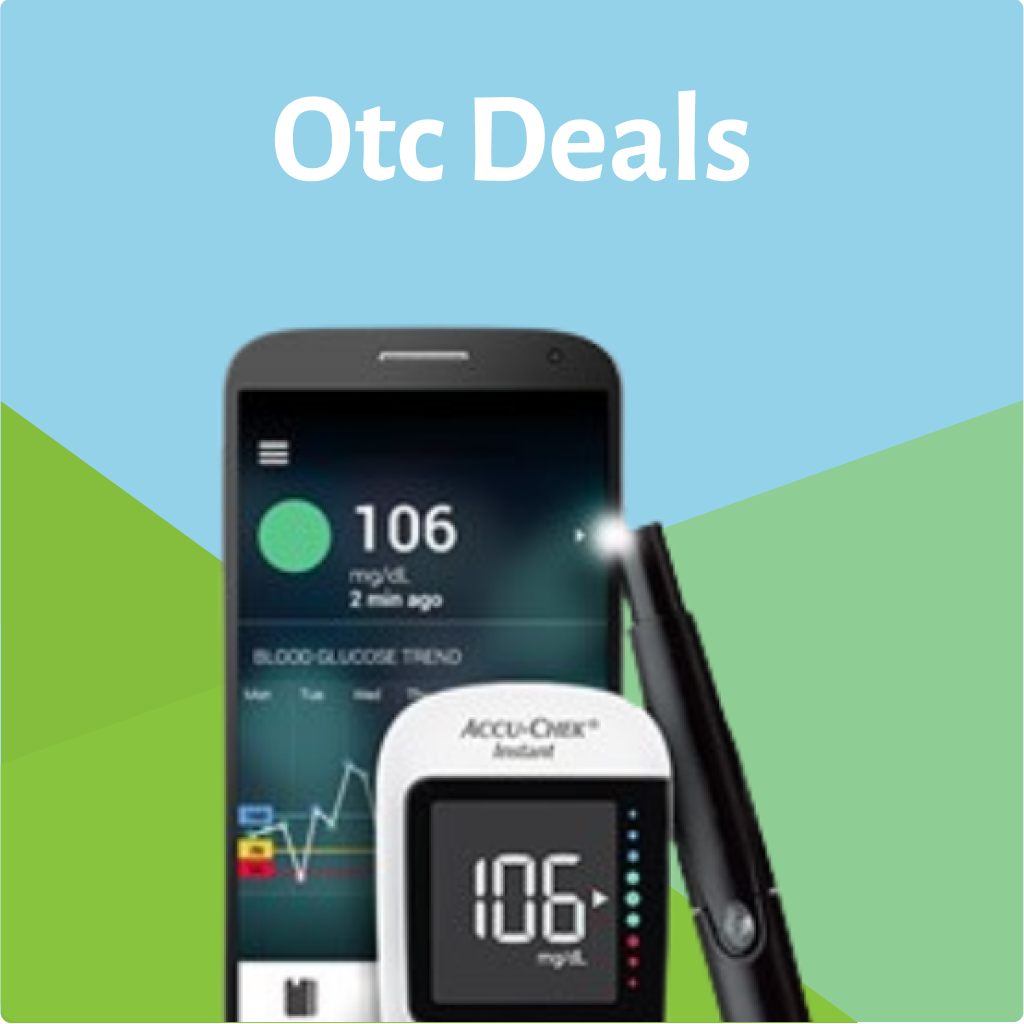 Otc Deals
106
mg/dL
2 min ago
BLOOD GLUCOSE TREND
Mon Tue Wed
ACCU-CHEK®
Instant
106
mg/dL